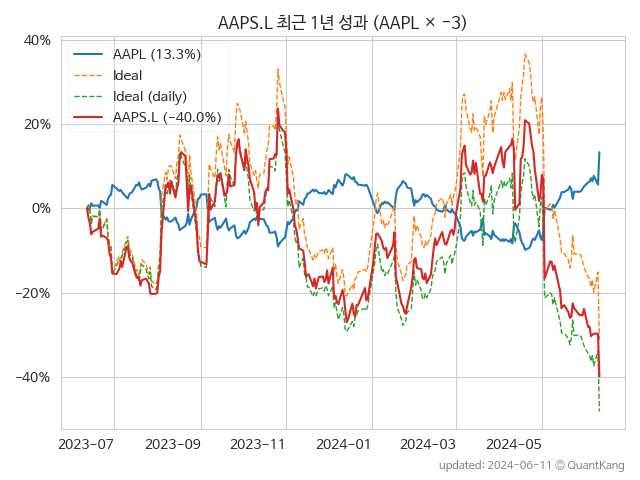 AAPS.L 최근 1년 성과 (AAPL × −3)
40%
20%
0%
−20%
−40%
AAPL (13.3%)
Ideal
Ideal (daily)
AAPS.L (−40.0%)
2023−07
2023−09
2023−11
2024−01
2024−03
2024−05
updated: 2024-06-11 © QuantKang